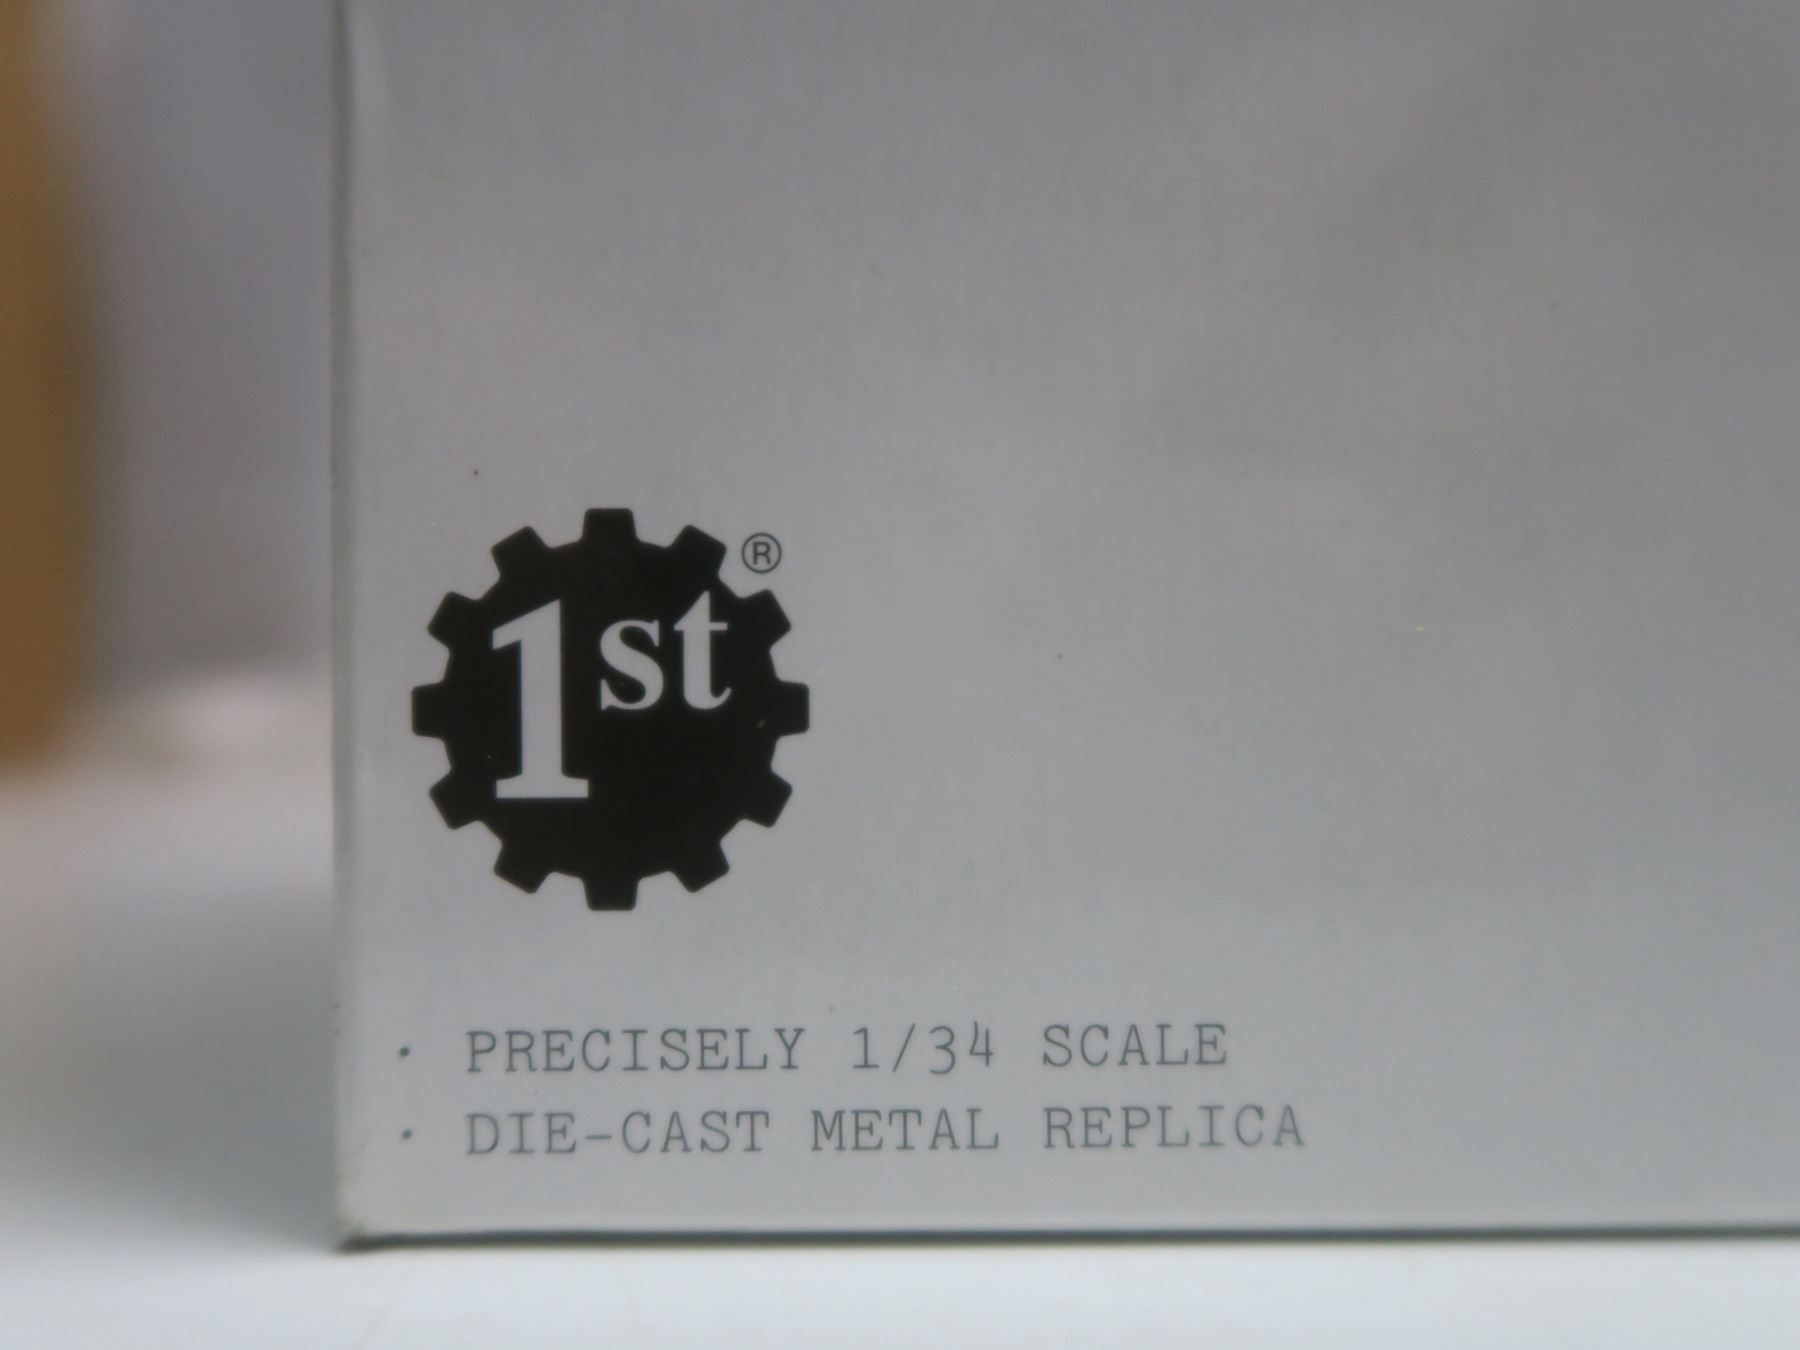 1st ®
· PRECISELY 1/34 SCALE
· DIE-CAST METAL REPLICA